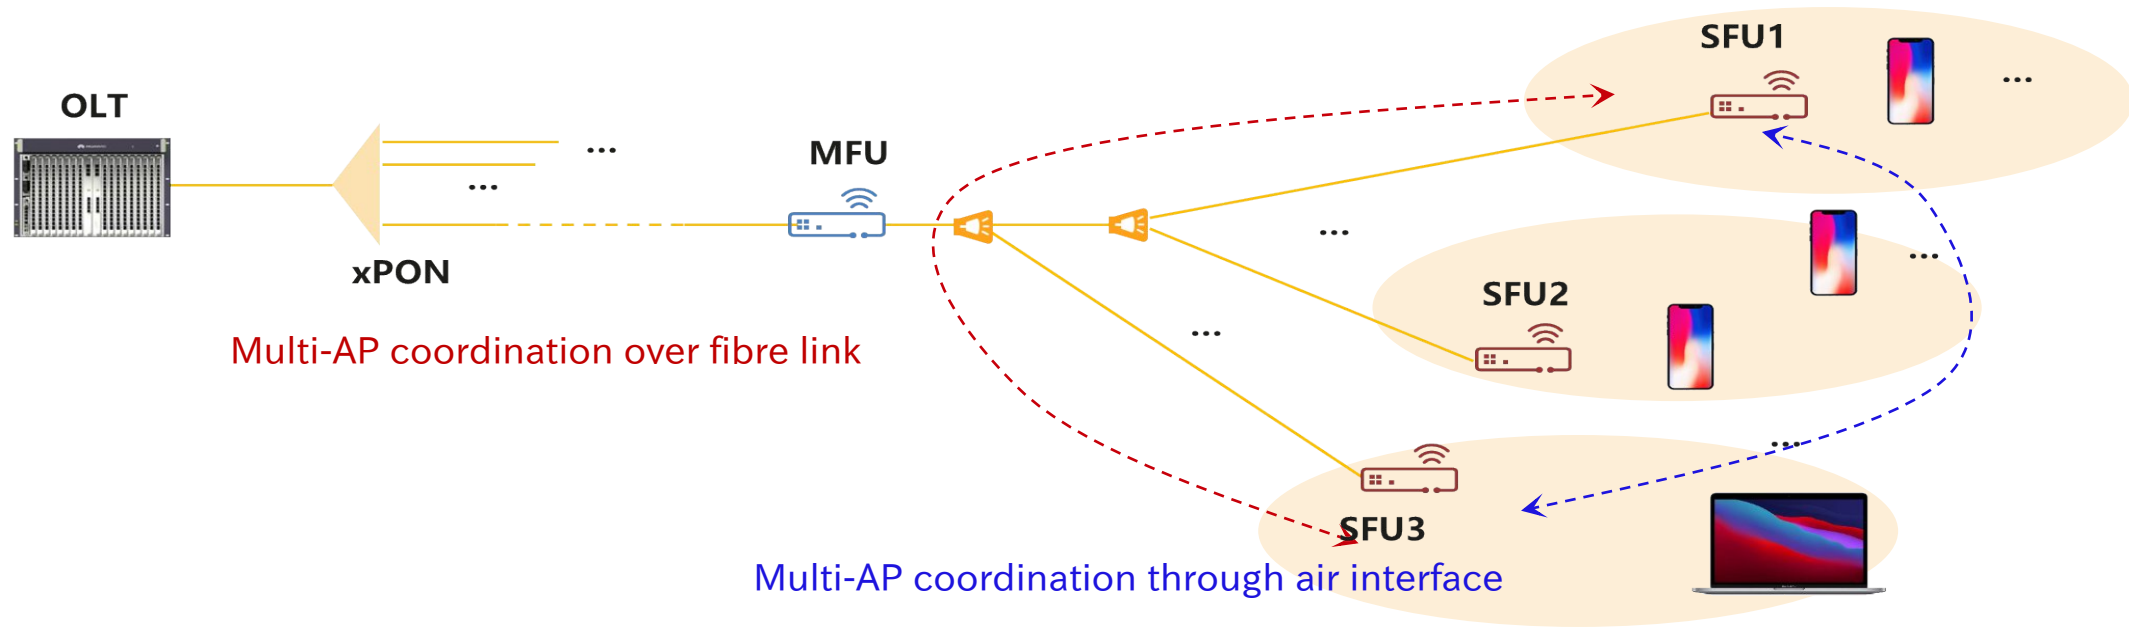 SFU1
OLT
...
MFU
...
...
xPON
...
...
SFU2
Multi-AP coordination over fibre link
...
...
SFU3
Multi-AP coordination through air interface